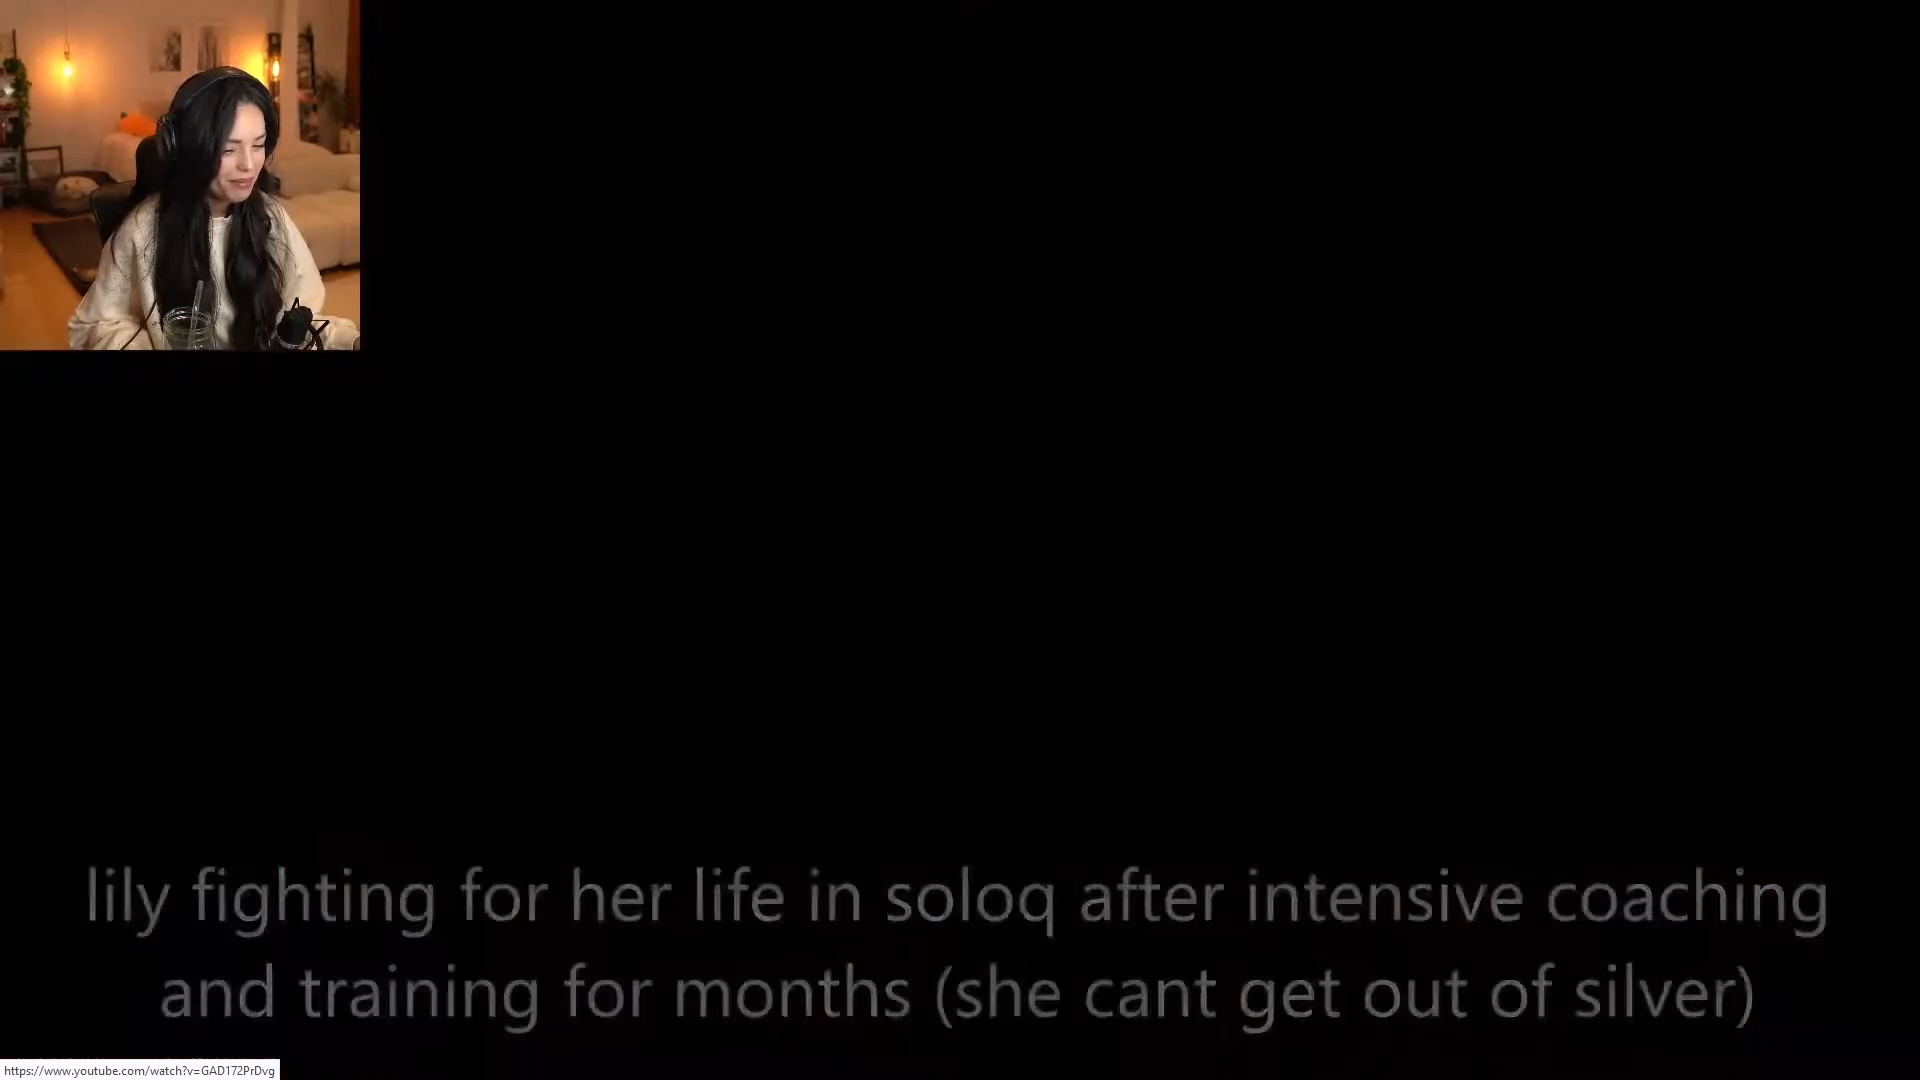 lily fighting for her life in soloq after intensive coaching
and training for months (she cant get out of silver)
https://www.youtube.com/watch?v=GAD172PrDvg